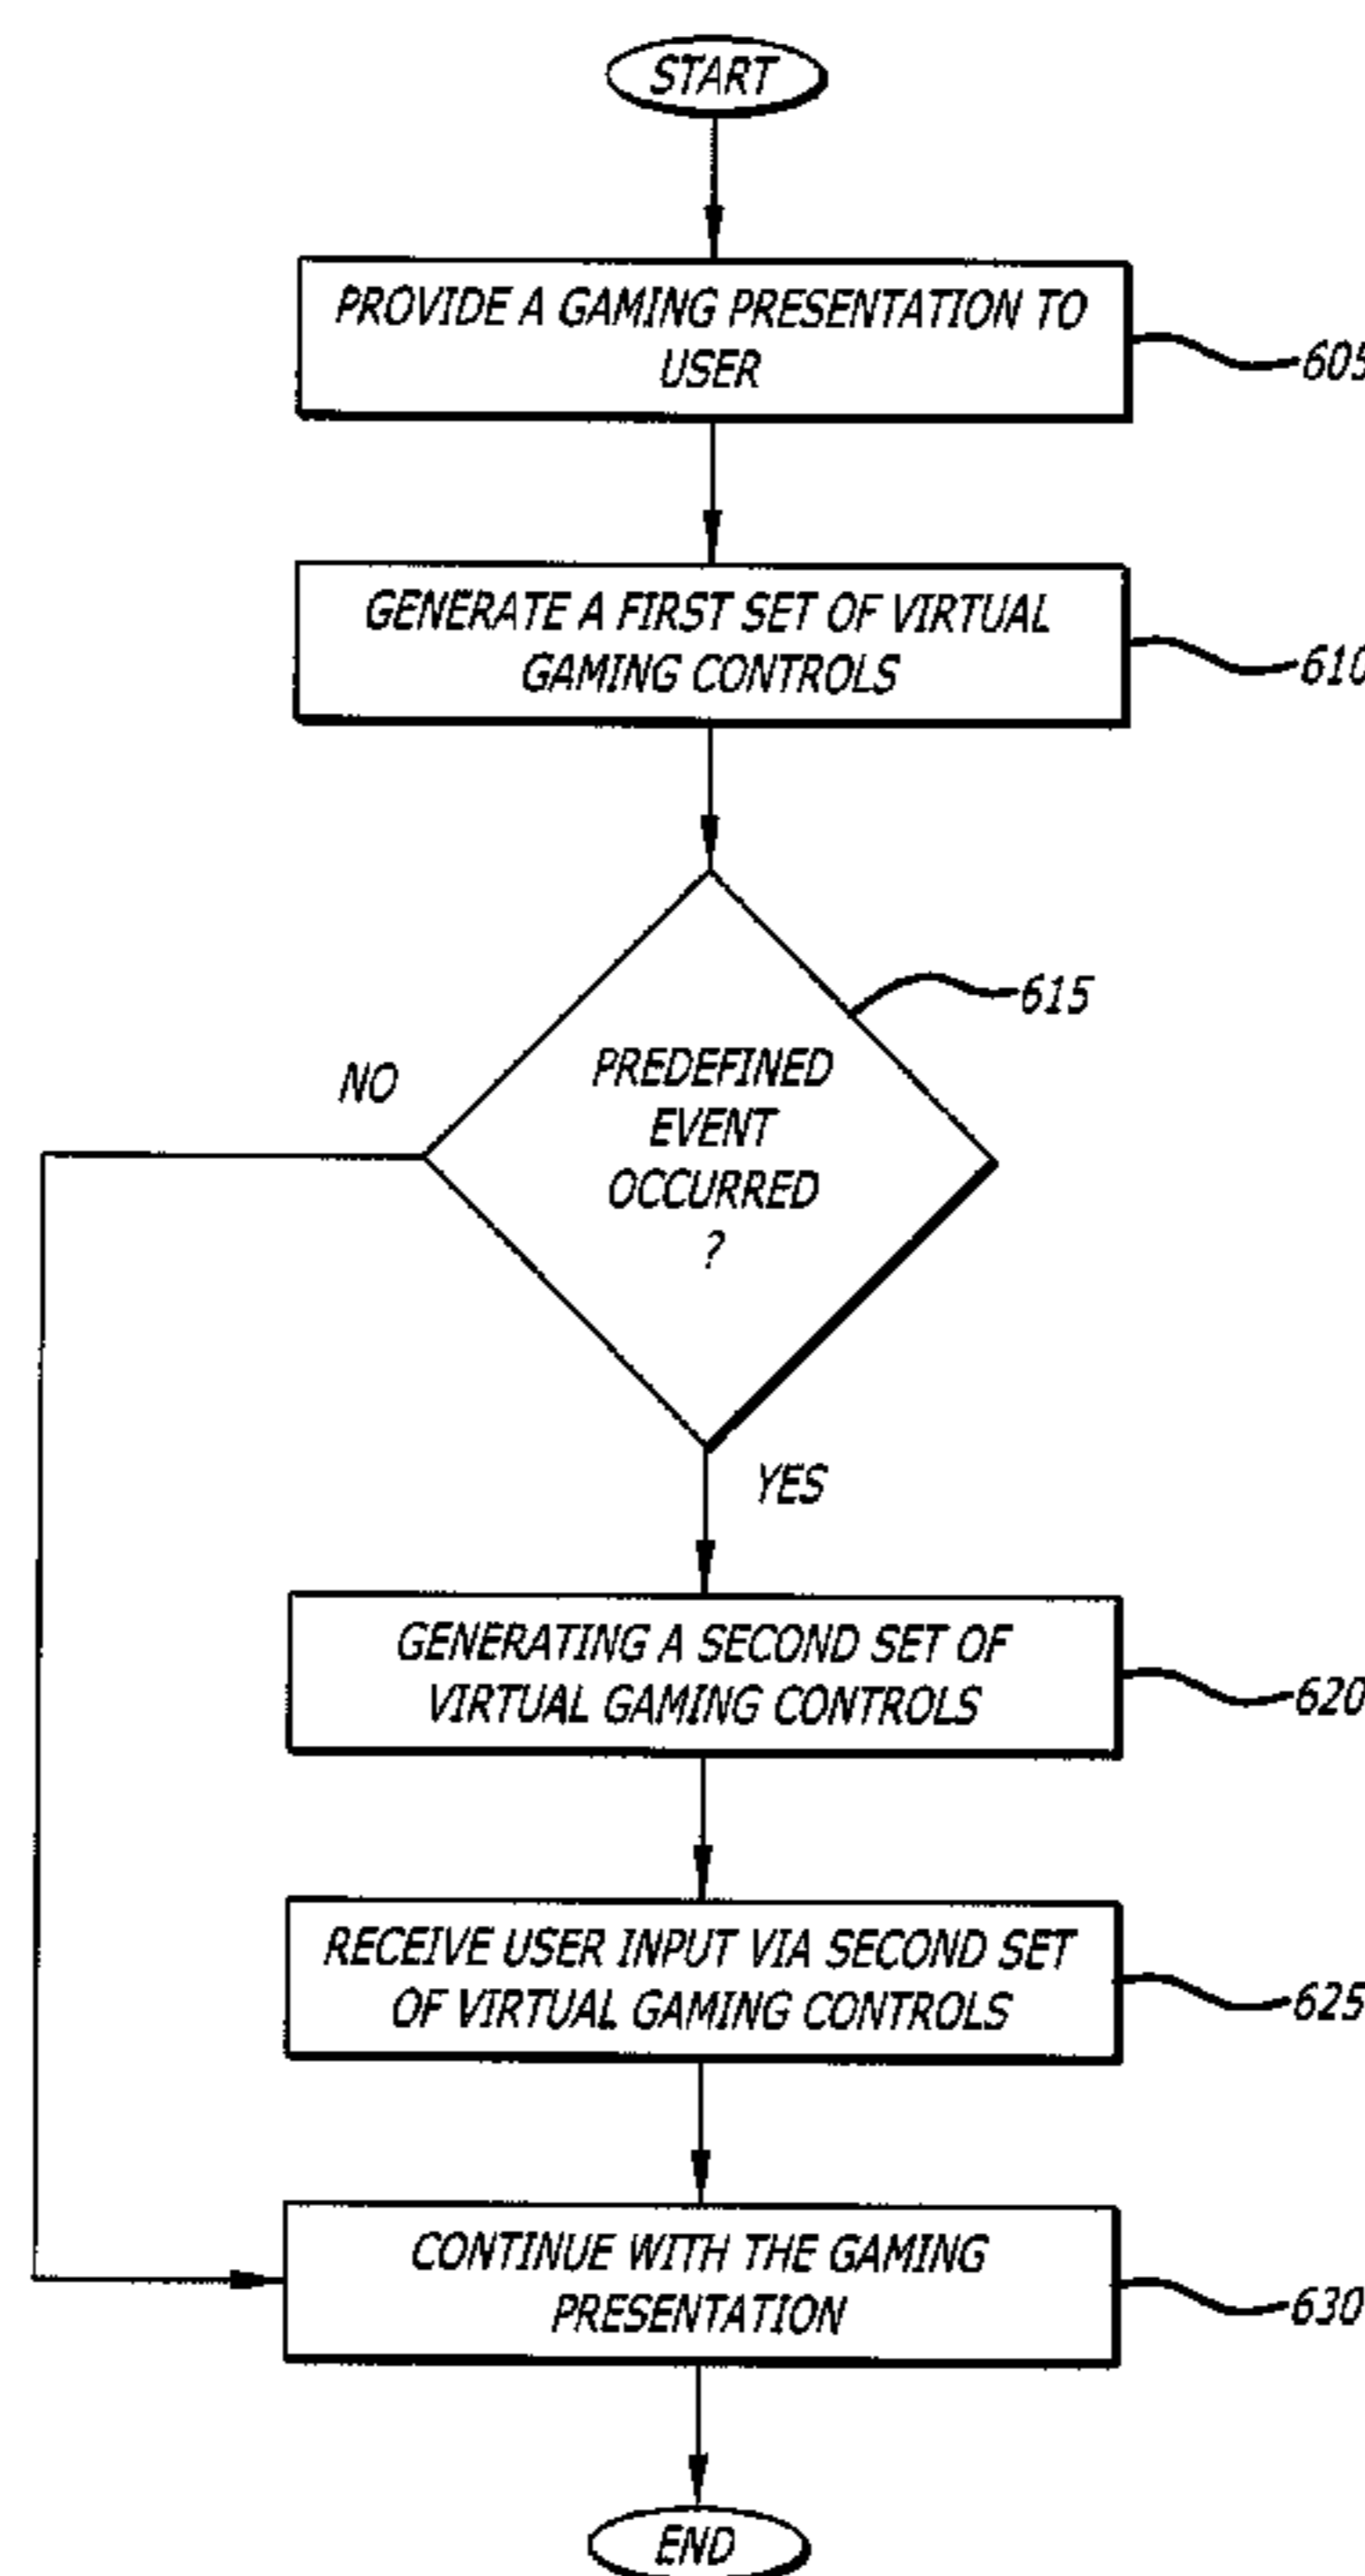 START
PROVIDE A GAMING PRESENTATION TO
USER
605
GENERATE A FIRST SET OF VIRTUAL
GAMING CONTROLS
610
615
PREDEFINED
EVENT
OCCURRED
?
NO
YES
GENERATING A SECOND SET OF
VIRTUAL GAMING CONTROLS
620
RECEIVE USER INPUT VIA SECOND SET
OF VIRTUAL GAMING CONTROLS
625
CONTINUE WITH THE GAMING
PRESENTATION
630
END